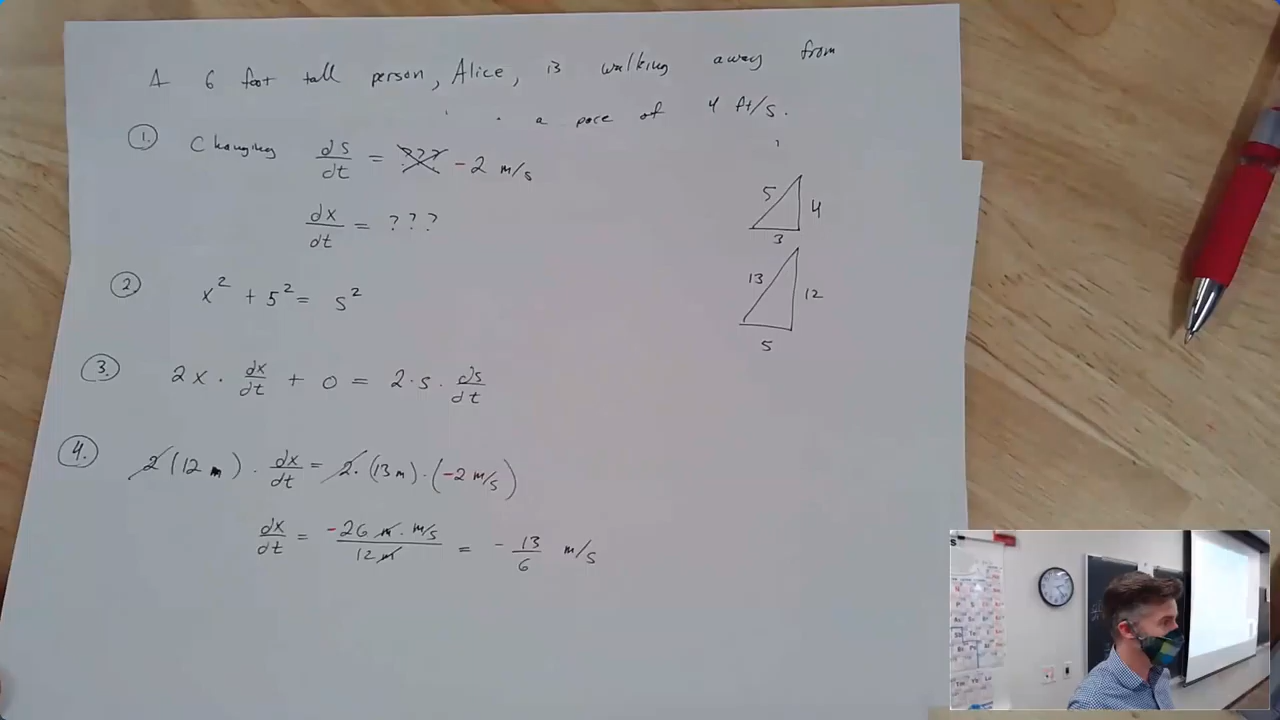 A 6 foot tall person, Alice, is walking away from
a pace of 4 ft/s.
①. Changing ds/dt = ??? -2 m/s
dx/dt = ???
②. x² + 5² = s²
③. 2x · dx/dt + 0 = 2·s· ds/dt
④. 2(12 m) · dx/dt = 2·(13m)·(-2 m/s)
dx/dt = -26 m·m/s / 12m = - 13/6 m/s
5 4
3
13 12
5